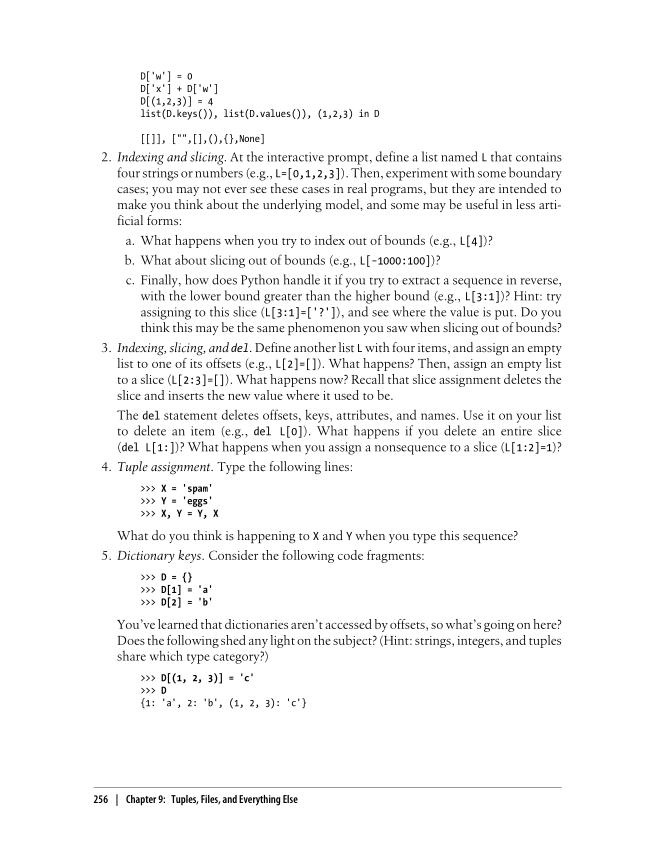 D['w'] = 0
D['x'] + D['w']
D[(1,2,3)] = 4
list(D.keys()), list(D.values()), (1,2,3) in D
[[]], ["",[],(),{},None]
2. Indexing and slicing. At the interactive prompt, define a list named L that contains
four strings or numbers (e.g., L=[0,1,2,3]). Then, experiment with some boundary
cases; you may not ever see these cases in real programs, but they are intended to
make you think about the underlying model, and some may be useful in less arti-
ficial forms:
a. What happens when you try to index out of bounds (e.g., L[4])?
b. What about slicing out of bounds (e.g., L[-1000:100])?
c. Finally, how does Python handle it if you try to extract a sequence in reverse,
with the lower bound greater than the higher bound (e.g., L[3:1])? Hint: try
assigning to this slice (L[3:1]=['?']), and see where the value is put. Do you
think this may be the same phenomenon you saw when slicing out of bounds?
3. Indexing, slicing, and del. Define another list L with four items, and assign an empty
list to one of its offsets (e.g., L[2]=[]). What happens? Then, assign an empty list
to a slice (L[2:3]=[]). What happens now? Recall that slice assignment deletes the
slice and inserts the new value where it used to be.
The del statement deletes offsets, keys, attributes, and names. Use it on your list
to delete an item (e.g., del L[0]). What happens if you delete an entire slice
(del L[1:])? What happens when you assign a nonsequence to a slice (L[1:2]=1)?
4. Tuple assignment. Type the following lines:
>>> X = 'spam'
>>> Y = 'eggs'
>>> X, Y = Y, X
What do you think is happening to X and Y when you type this sequence?
5. Dictionary keys. Consider the following code fragments:
>>> D = {}
>>> D[1] = 'a'
>>> D[2] = 'b'
You've learned that dictionaries aren't accessed by offsets, so what's going on here?
Does the following shed any light on the subject? (Hint: strings, integers, and tuples
share which type category?)
>>> D[(1, 2, 3)] = 'c'
>>> D
{1: 'a', 2: 'b', (1, 2, 3): 'c'}
256 | Chapter 9: Tuples, Files, and Everything Else